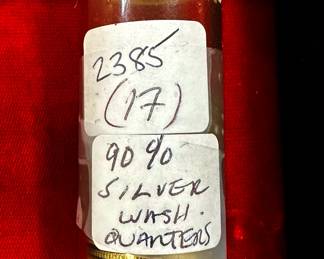 2385
(17)
90%
SILVER
WASH.
QUARTERS